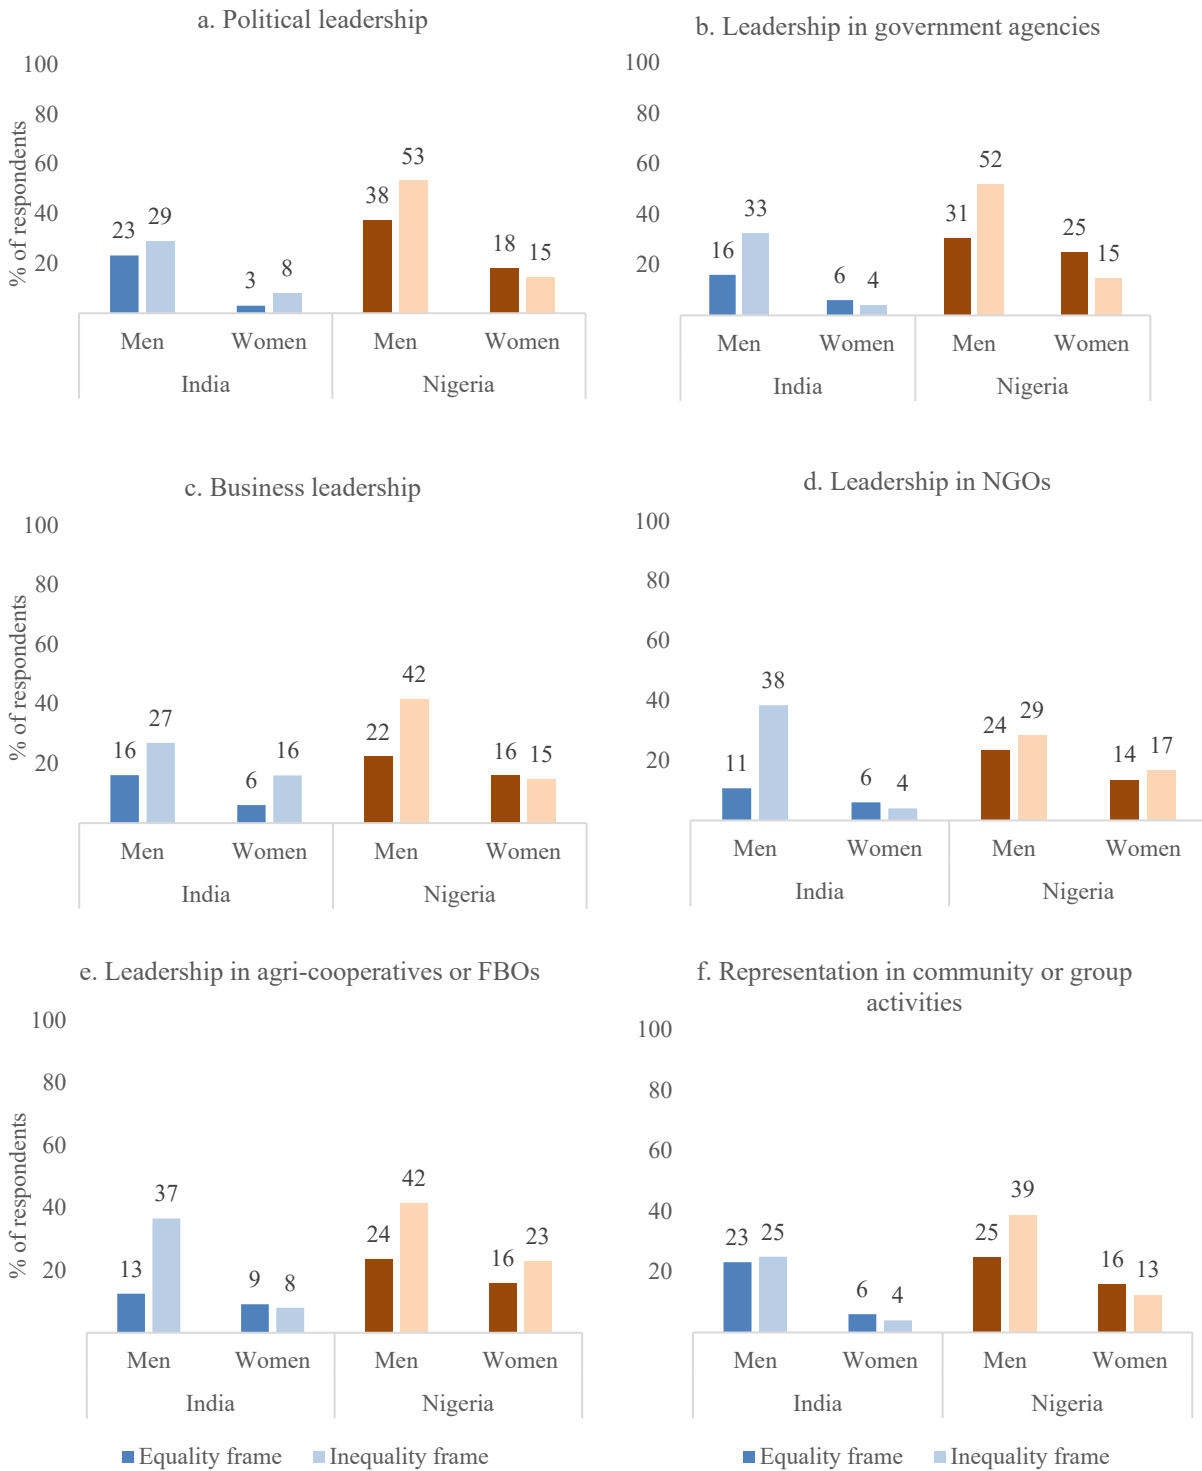 a. Political leadership
100
80
60
40
20
% of respondents
23
29
3
8
38
53
18
15
Men
Women
Men
Women
India
Nigeria
b. Leadership in government agencies
100
80
60
40
20
16
33
6
4
31
52
25
15
Men
Women
Men
Women
India
Nigeria
c. Business leadership
100
80
60
40
20
% of respondents
16
27
6
16
22
42
16
15
Men
Women
Men
Women
India
Nigeria
d. Leadership in NGOs
100
80
60
40
20
11
38
6
4
24
29
14
17
Men
Women
Men
Women
India
Nigeria
e. Leadership in agri-cooperatives or FBOs
100
80
60
40
20
% of respondents
13
37
9
8
24
42
16
23
Men
Women
Men
Women
India
Nigeria
Equality frame
Inequality frame
f. Representation in community or group
activities
100
80
60
40
20
23
25
6
4
25
39
16
13
Men
Women
Men
Women
India
Nigeria
Equality frame
Inequality frame